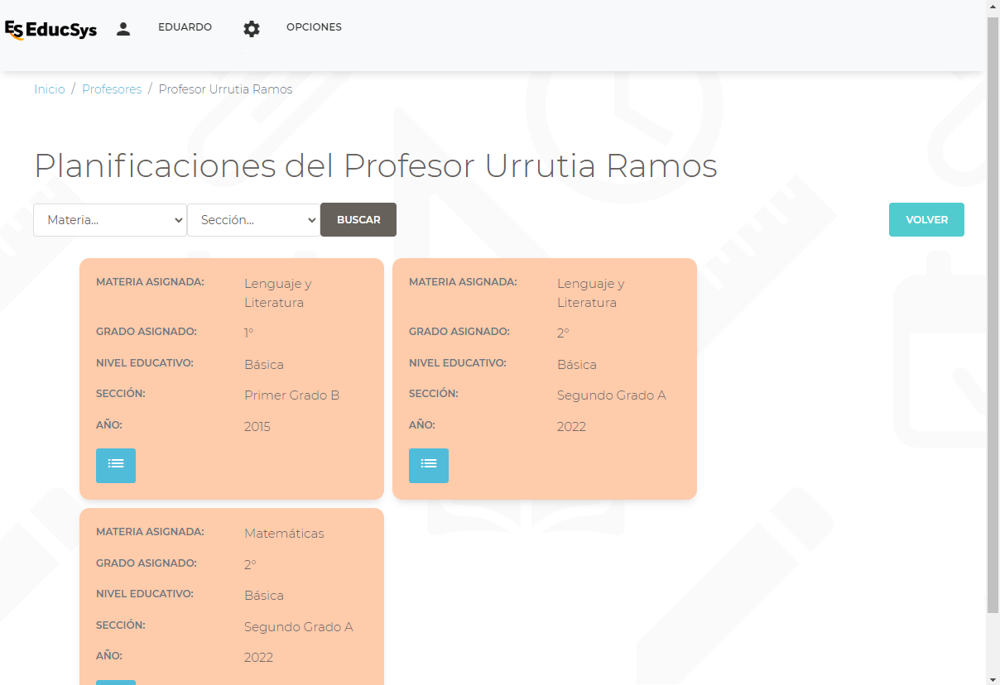 ES EducSys EDUARDO OPCIONES
Inicio / Profesores / Profesor Urrutia Ramos
Planificaciones del Profesor Urrutia Ramos
Materia... Sección... BUSCAR VOLVER
MATERIA ASIGNADA: Lenguaje y
Literatura
GRADO ASIGNADO: 1°
NIVEL EDUCATIVO: Básica
SECCIÓN: Primer Grado B
AÑO: 2015
MATERIA ASIGNADA: Lenguaje y
Literatura
GRADO ASIGNADO: 2°
NIVEL EDUCATIVO: Básica
SECCIÓN: Segundo Grado A
AÑO: 2022
MATERIA ASIGNADA: Matemáticas
GRADO ASIGNADO: 2°
NIVEL EDUCATIVO: Básica
SECCIÓN: Segundo Grado A
AÑO: 2022